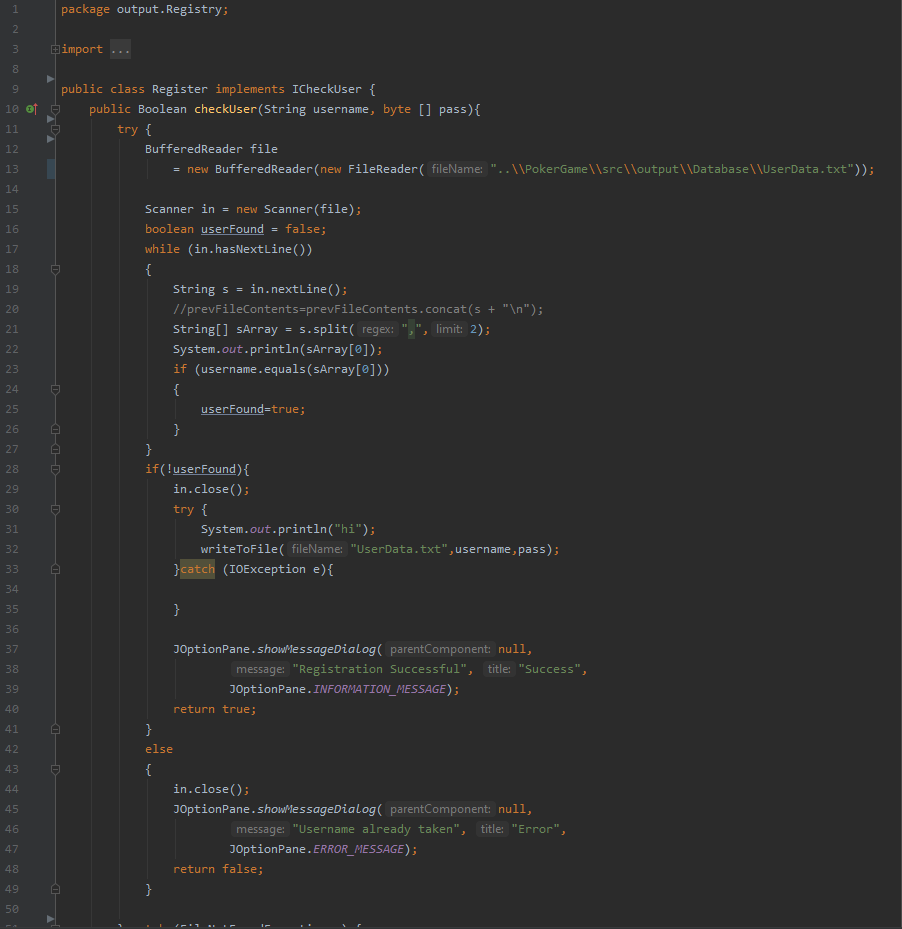 1 package output.Registry;
2
3 import ...
8
9 public class Register implements ICheckUser {
10 public Boolean checkUser(String username, byte [] pass){
11 try {
12 BufferedReader file
13 = new BufferedReader(new FileReader( fileName: "..\\PokerGame\\src\\output\\Database\\UserData.txt"));
14
15 Scanner in = new Scanner(file);
16 boolean userFound = false;
17 while (in.hasNextLine())
18 {
19 String s = in.nextLine();
20 //prevFileContents=prevFileContents.concat(s + "\n");
21 String[] sArray = s.split( regex: ",", limit: 2);
22 System.out.println(sArray[0]);
23 if (username.equals(sArray[0]))
24 {
25 userFound=true;
26 }
27 }
28 if(!userFound){
29 in.close();
30 try {
31 System.out.println("hi");
32 writeToFile( fileName: "UserData.txt",username,pass);
33 }catch (IOException e){
34
35 }
36
37 JOptionPane.showMessageDialog( parentComponent: null,
38 message: "Registration Successful", title: "Success",
39 JOptionPane.INFORMATION_MESSAGE);
40 return true;
41 }
42 else
43 {
44 in.close();
45 JOptionPane.showMessageDialog( parentComponent: null,
46 message: "Username already taken", title: "Error",
47 JOptionPane.ERROR_MESSAGE);
48 return false;
49 }
50